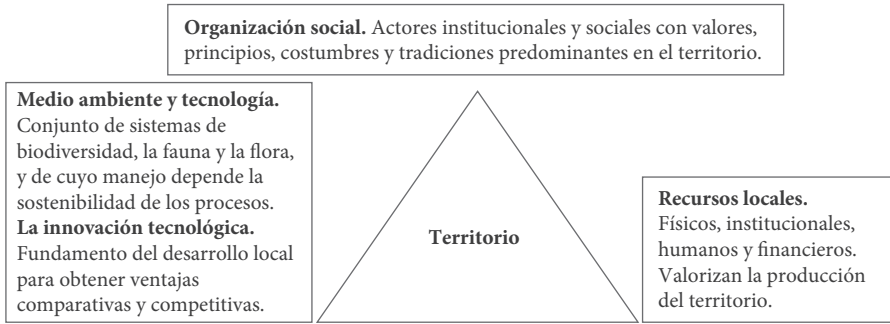 Organización social. Actores institucionales y sociales con valores,
principios, costumbres y tradiciones predominantes en el territorio.
Medio ambiente y tecnología.
Conjunto de sistemas de
biodiversidad, la fauna y la flora,
y de cuyo manejo depende la
sostenibilidad de los procesos.
La innovación tecnológica.
Fundamento del desarrollo local
para obtener ventajas
comparativas y competitivas.
Territorio
Recursos locales.
Físicos, institucionales,
humanos y financieros.
Valorizan la producción
del territorio.